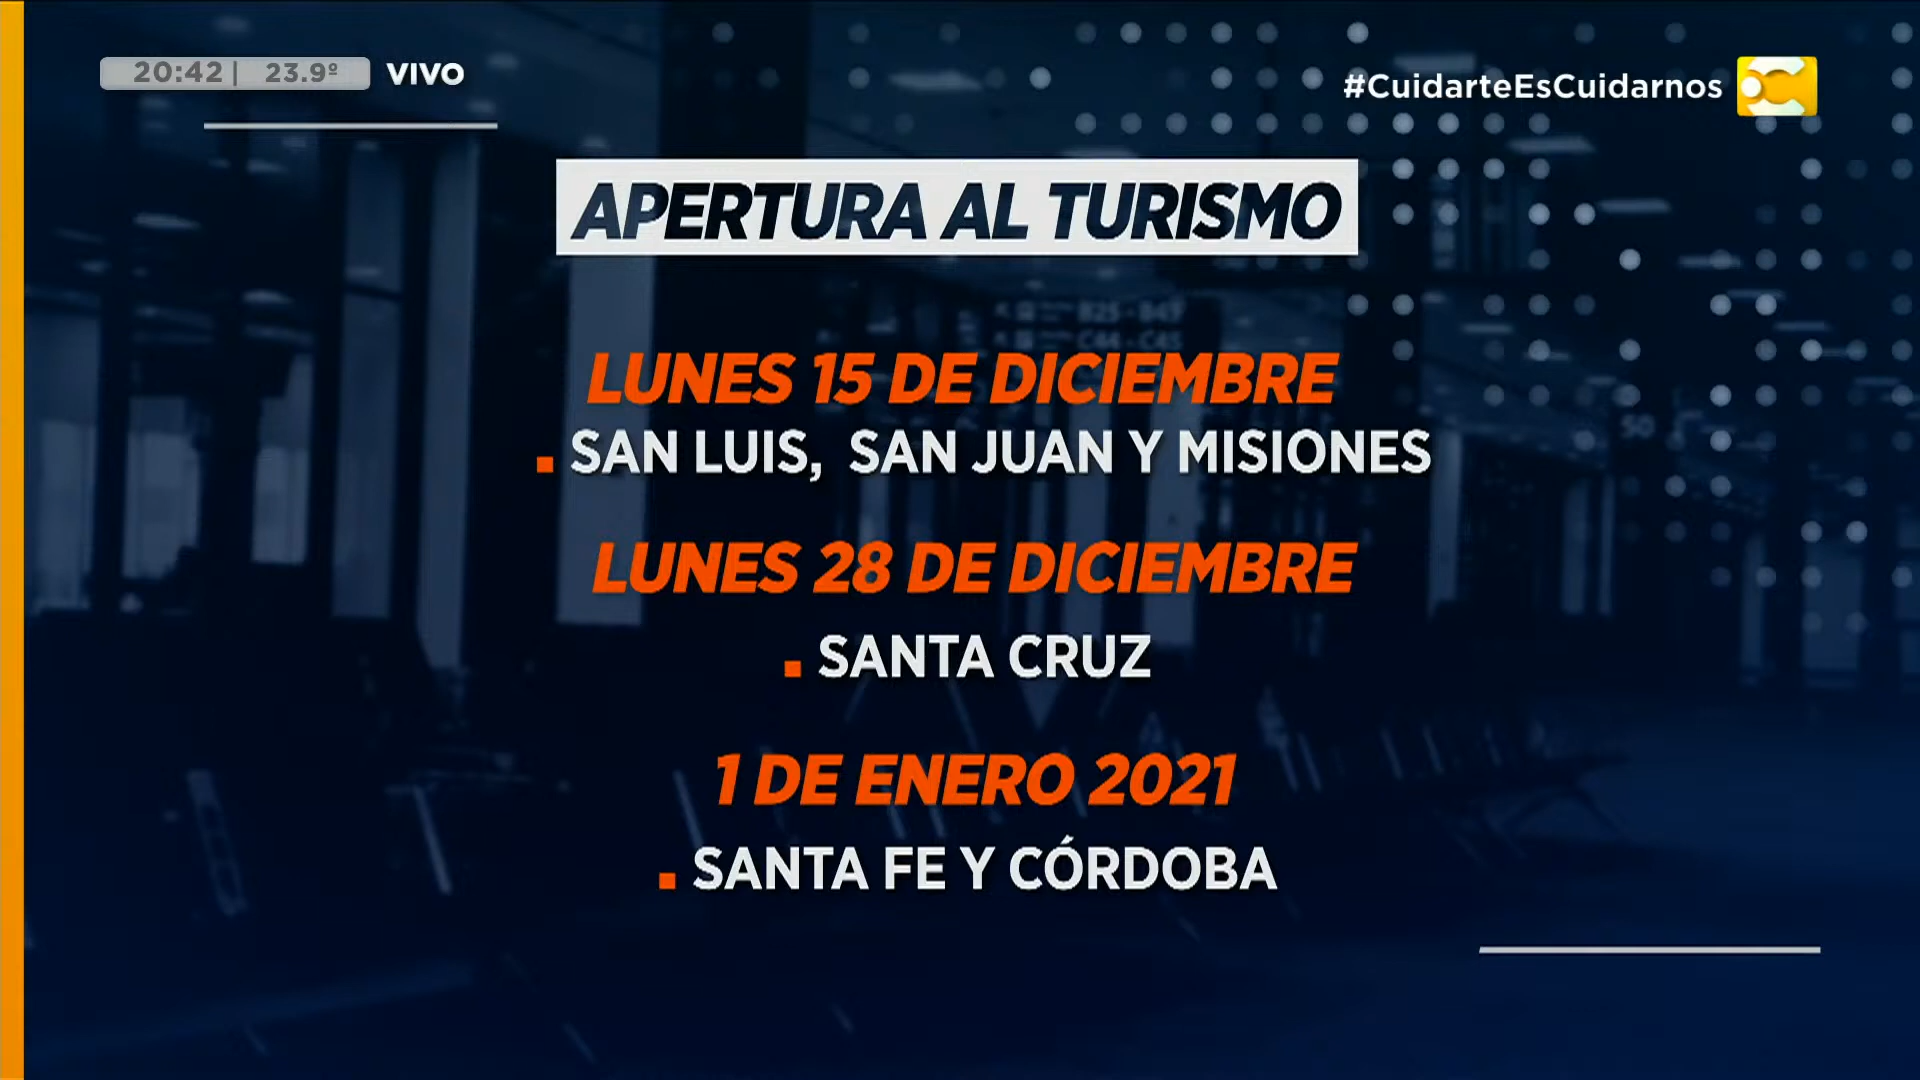 20:42 | 23.9º VIVO
#CuidarteEsCuidarnos
APERTURA AL TURISMO
LUNES 15 DE DICIEMBRE
SAN LUIS, SAN JUAN Y MISIONES
LUNES 28 DE DICIEMBRE
SANTA CRUZ
1 DE ENERO 2021
SANTA FE Y CÓRDOBA